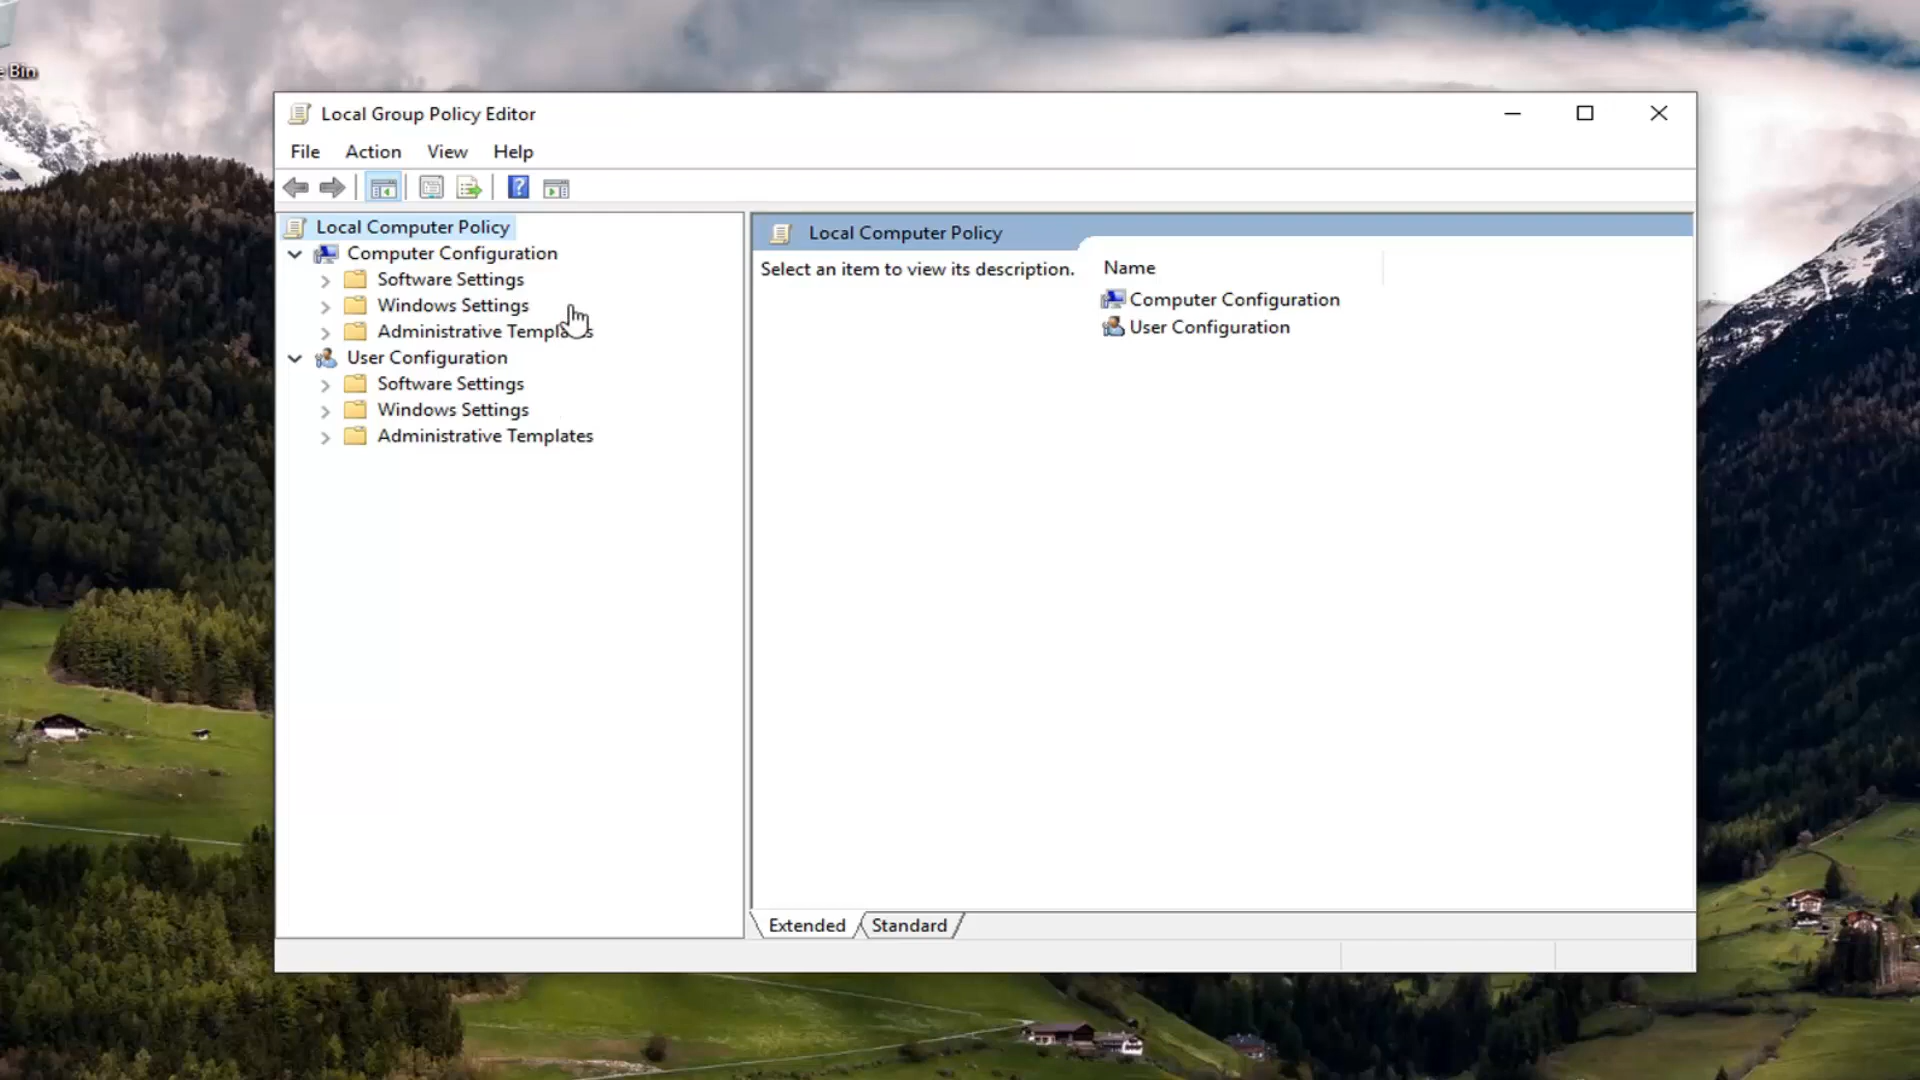 Bin
Local Group Policy Editor
File Action View Help
Local Computer Policy
Computer Configuration
Software Settings
Windows Settings
Administrative Templates
User Configuration
Software Settings
Windows Settings
Administrative Templates
Local Computer Policy
Select an item to view its description.
Name
Computer Configuration
User Configuration
Extended Standard